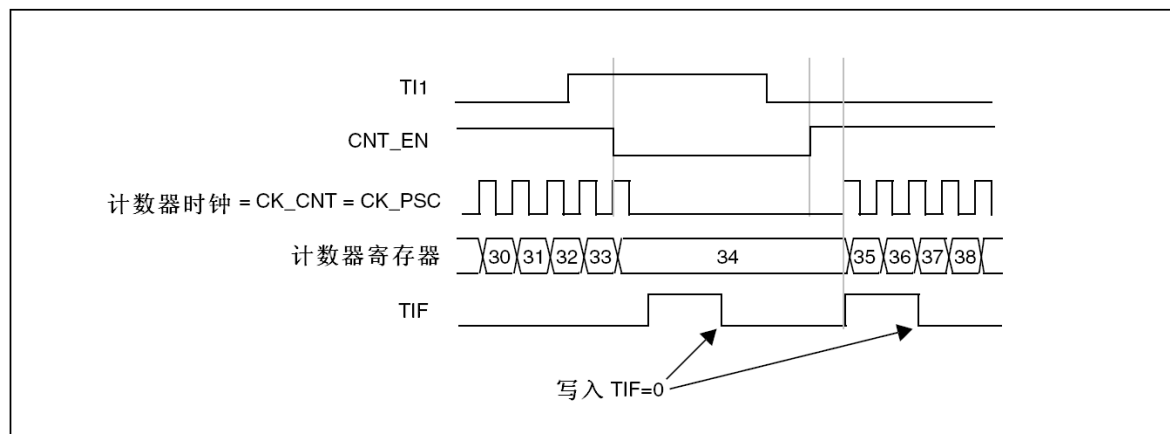 TI1
CNT_EN
计数器时钟 = CK_CNT = CK_PSC
计数器寄存器 30 31 32 33 34 35 36 37 38
TIF
写入 TIF=0